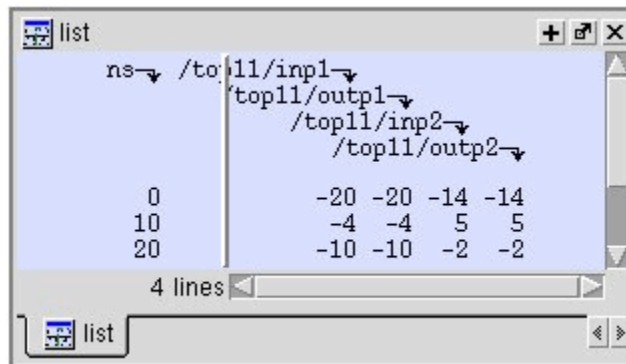 list
ns /top11/inp1
/top11/outp1
/top11/inp2
/top11/outp2
0 -20 -20 -14 -14
10 -4 -4 5 5
20 -10 -10 -2 -2
4 lines
list